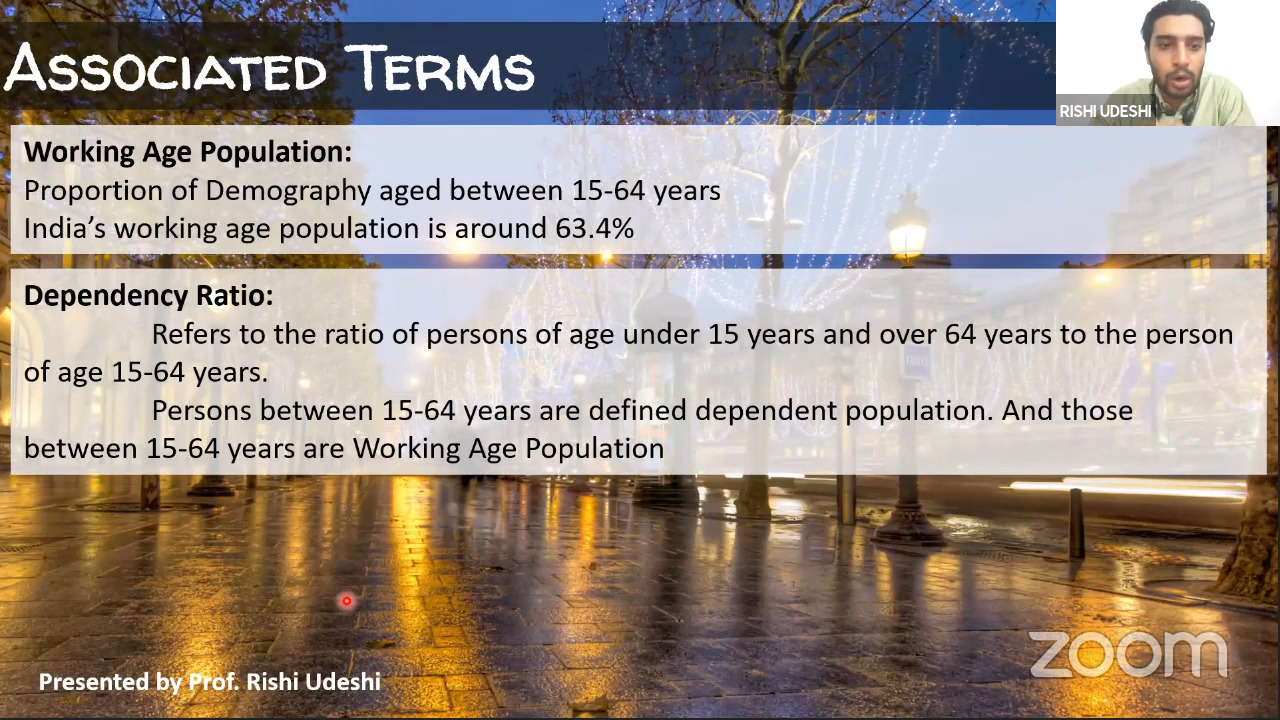 Associated Terms
RISHI UDESHI
Working Age Population:
Proportion of Demography aged between 15-64 years
India’s working age population is around 63.4%
Dependency Ratio:
Refers to the ratio of persons of age under 15 years and over 64 years to the person
of age 15-64 years.
Persons between 15-64 years are defined dependent population. And those
between 15-64 years are Working Age Population
zoom
Presented by Prof. Rishi Udeshi